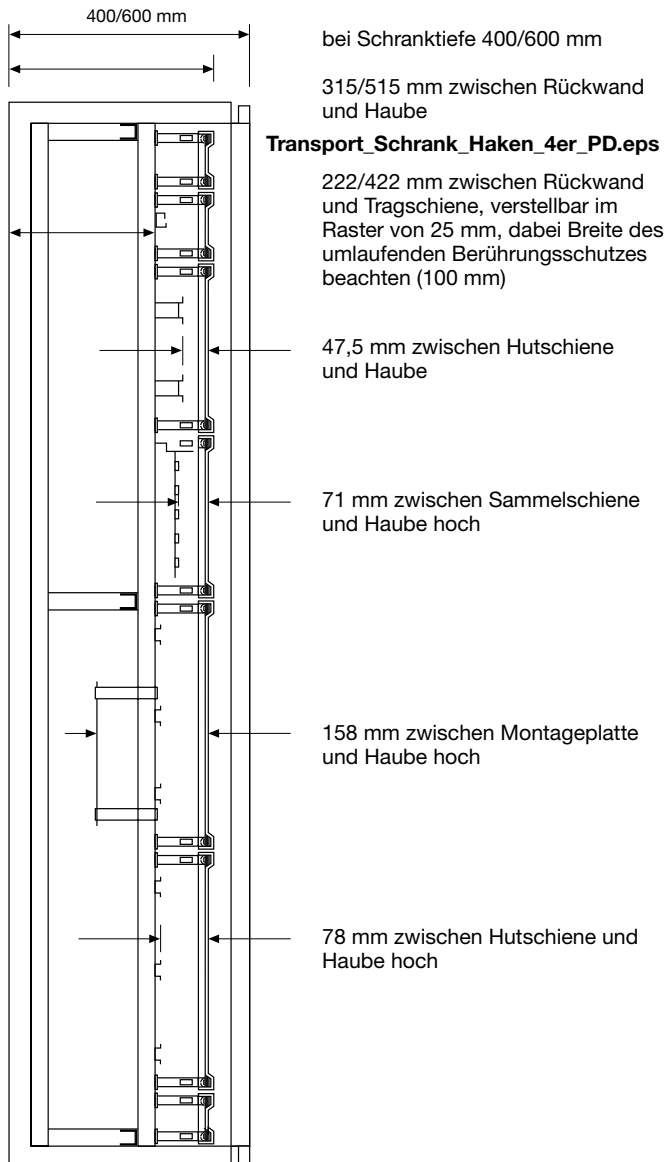 400/600 mm
bei Schranktiefe 400/600 mm
315/515 mm zwischen Rückwand
und Haube
Transport_Schrank_Haken_4er_PD.eps
222/422 mm zwischen Rückwand
und Tragschiene, verstellbar im
Raster von 25 mm, dabei Breite des
umlaufenden Berührungsschutzes
beachten (100 mm)
47,5 mm zwischen Hutschiene
und Haube
71 mm zwischen Sammelschiene
und Haube hoch
158 mm zwischen Montageplatte
und Haube hoch
78 mm zwischen Hutschiene und
Haube hoch